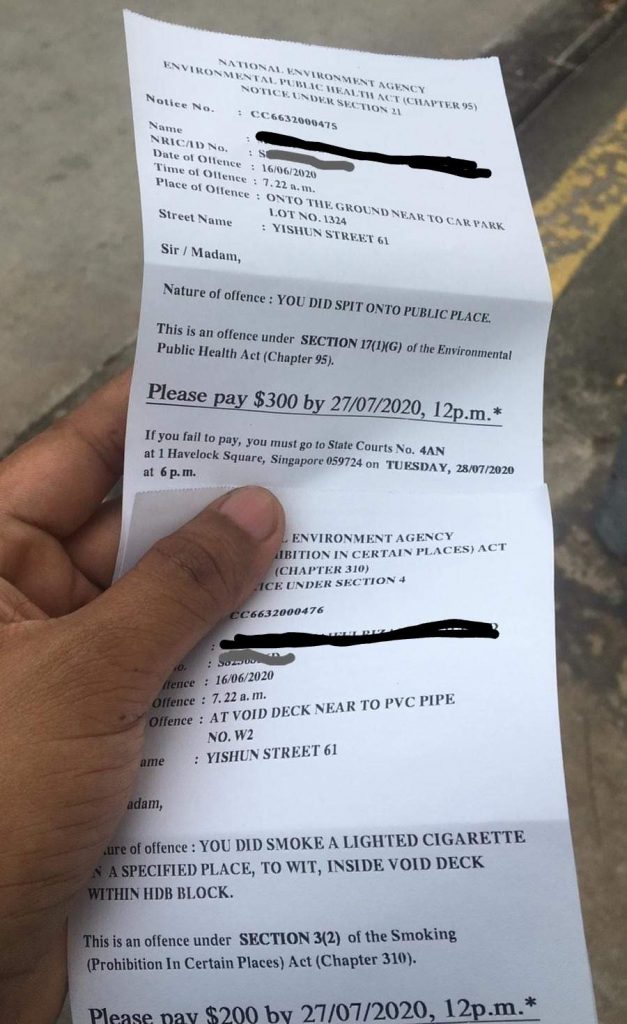 NATIONAL ENVIRONMENT AGENCY
ENVIRONMENTAL PUBLIC HEALTH ACT (CHAPTER 95)
NOTICE UNDER SECTION 21
Notice No. : CC6632000475
Name :
NRIC/ID No. : S
Date of Offence : 16/06/2020
Time of Offence : 7.22 a.m.
Place of Offence : ONTO THE GROUND NEAR TO CAR PARK
LOT NO. 1324
Street Name : YISHUN STREET 61
Sir / Madam,
Nature of offence : YOU DID SPIT ONTO PUBLIC PLACE.
This is an offence under SECTION 17(1)(G) of the Environmental
Public Health Act (Chapter 95).
Please pay $300 by 27/07/2020, 12p.m.*
If you fail to pay, you must go to State Courts No. 4AN
at 1 Havelock Square, Singapore 059724 on TUESDAY, 28/07/2020
at 6 p.m.
L ENVIRONMENT AGENCY
IBITION IN CERTAIN PLACES) ACT
(CHAPTER 310)
ICE UNDER SECTION 4
CC6632000476
:
o. :
ffence : 16/06/2020
Offence : 7.22 a.m.
Offence : AT VOID DECK NEAR TO PVC PIPE
NO. W2
ame : YISHUN STREET 61
adam,
ure of offence : YOU DID SMOKE A LIGHTED CIGARETTE
N A SPECIFIED PLACE, TO WIT, INSIDE VOID DECK
WITHIN HDB BLOCK.
This is an offence under SECTION 3(2) of the Smoking
(Prohibition In Certain Places) Act (Chapter 310).
Please pay $200 by 27/07/2020, 12p.m.*